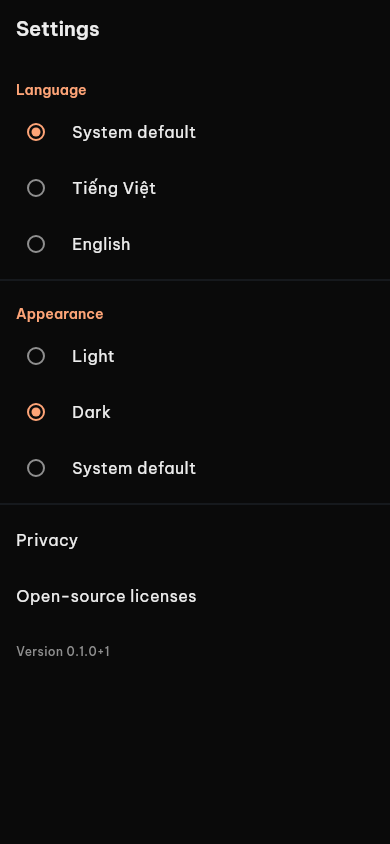 Settings
Language
System default
Tiếng Việt
English
Appearance
Light
Dark
System default
Privacy
Open-source licenses
Version 0.1.0+1